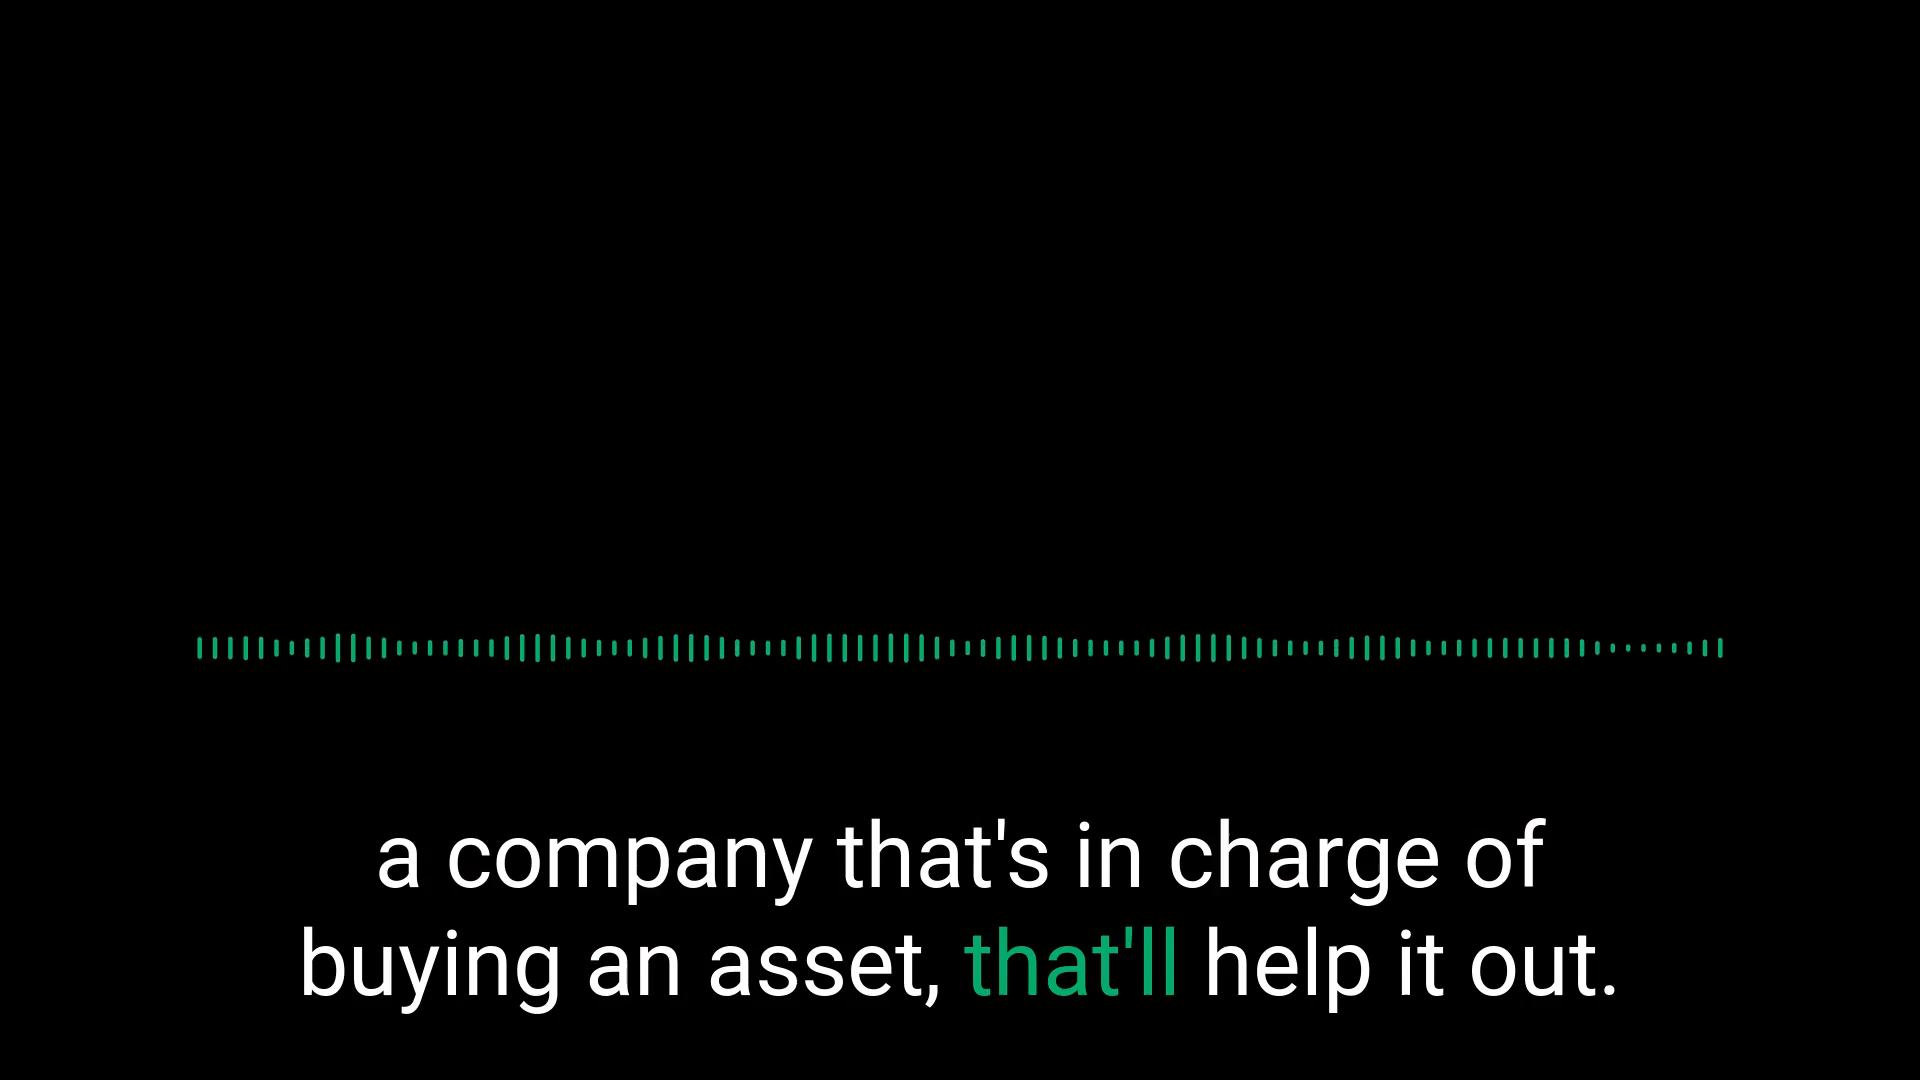 a company that's in charge of
buying an asset, that'll help it out.